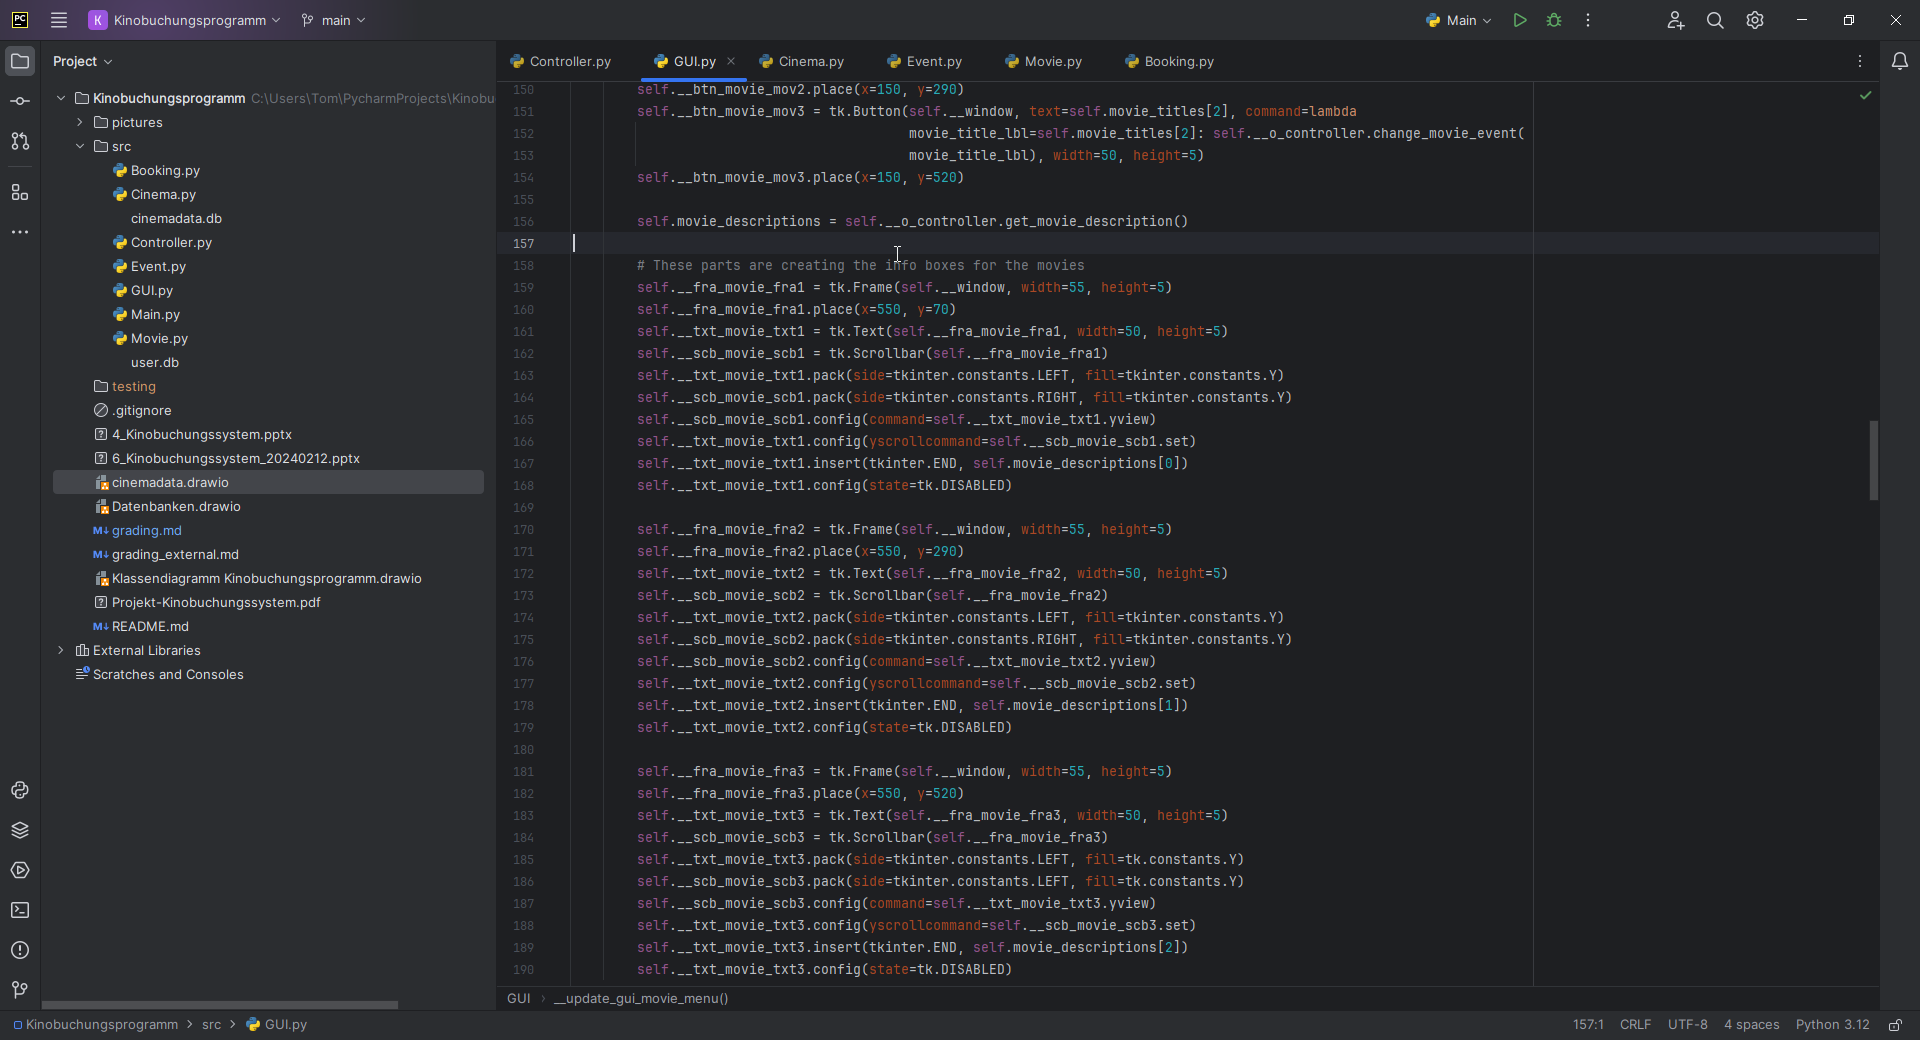 PC
K Kinobuchungsprogramm main Main
Project
Kinobuchungsprogramm C:\Users\Tom\PycharmProjects\Kinobu
pictures
src
Booking.py
Cinema.py
cinemadata.db
Controller.py
Event.py
GUI.py
Main.py
Movie.py
user.db
testing
.gitignore
4_Kinobuchungssystem.pptx
6_Kinobuchungssystem_20240212.pptx
cinemadata.drawio
Datenbanken.drawio
M↓ grading.md
M↓ grading_external.md
Klassendiagramm Kinobuchungsprogramm.drawio
Projekt-Kinobuchungssystem.pdf
M↓ README.md
External Libraries
Scratches and Consoles
Controller.py GUI.py Cinema.py Event.py Movie.py Booking.py
150 self.__btn_movie_mov2.place(x=150, y=290)
151 self.__btn_movie_mov3 = tk.Button(self.__window, text=self.movie_titles[2], command=lambda
152 movie_title_lbl=self.movie_titles[2]: self.__o_controller.change_movie_event(
153 movie_title_lbl), width=50, height=5)
154 self.__btn_movie_mov3.place(x=150, y=520)
155
156 self.movie_descriptions = self.__o_controller.get_movie_description()
157
158 # These parts are creating the info boxes for the movies
159 self.__fra_movie_fra1 = tk.Frame(self.__window, width=55, height=5)
160 self.__fra_movie_fra1.place(x=550, y=70)
161 self.__txt_movie_txt1 = tk.Text(self.__fra_movie_fra1, width=50, height=5)
162 self.__scb_movie_scb1 = tk.Scrollbar(self.__fra_movie_fra1)
163 self.__txt_movie_txt1.pack(side=tkinter.constants.LEFT, fill=tkinter.constants.Y)
164 self.__scb_movie_scb1.pack(side=tkinter.constants.RIGHT, fill=tkinter.constants.Y)
165 self.__scb_movie_scb1.config(command=self.__txt_movie_txt1.yview)
166 self.__txt_movie_txt1.config(yscrollcommand=self.__scb_movie_scb1.set)
167 self.__txt_movie_txt1.insert(tkinter.END, self.movie_descriptions[0])
168 self.__txt_movie_txt1.config(state=tk.DISABLED)
169
170 self.__fra_movie_fra2 = tk.Frame(self.__window, width=55, height=5)
171 self.__fra_movie_fra2.place(x=550, y=290)
172 self.__txt_movie_txt2 = tk.Text(self.__fra_movie_fra2, width=50, height=5)
173 self.__scb_movie_scb2 = tk.Scrollbar(self.__fra_movie_fra2)
174 self.__txt_movie_txt2.pack(side=tkinter.constants.LEFT, fill=tkinter.constants.Y)
175 self.__scb_movie_scb2.pack(side=tkinter.constants.RIGHT, fill=tkinter.constants.Y)
176 self.__scb_movie_scb2.config(command=self.__txt_movie_txt2.yview)
177 self.__txt_movie_txt2.config(yscrollcommand=self.__scb_movie_scb2.set)
178 self.__txt_movie_txt2.insert(tkinter.END, self.movie_descriptions[1])
179 self.__txt_movie_txt2.config(state=tk.DISABLED)
180
181 self.__fra_movie_fra3 = tk.Frame(self.__window, width=55, height=5)
182 self.__fra_movie_fra3.place(x=550, y=520)
183 self.__txt_movie_txt3 = tk.Text(self.__fra_movie_fra3, width=50, height=5)
184 self.__scb_movie_scb3 = tk.Scrollbar(self.__fra_movie_fra3)
185 self.__txt_movie_txt3.pack(side=tkinter.constants.LEFT, fill=tk.constants.Y)
186 self.__scb_movie_scb3.pack(side=tkinter.constants.LEFT, fill=tk.constants.Y)
187 self.__scb_movie_scb3.config(command=self.__txt_movie_txt3.yview)
188 self.__txt_movie_txt3.config(yscrollcommand=self.__scb_movie_scb3.set)
189 self.__txt_movie_txt3.insert(tkinter.END, self.movie_descriptions[2])
190 self.__txt_movie_txt3.config(state=tk.DISABLED)
GUI > __update_gui_movie_menu()
Kinobuchungsprogramm > src > GUI.py 157:1 CRLF UTF-8 4 spaces Python 3.12